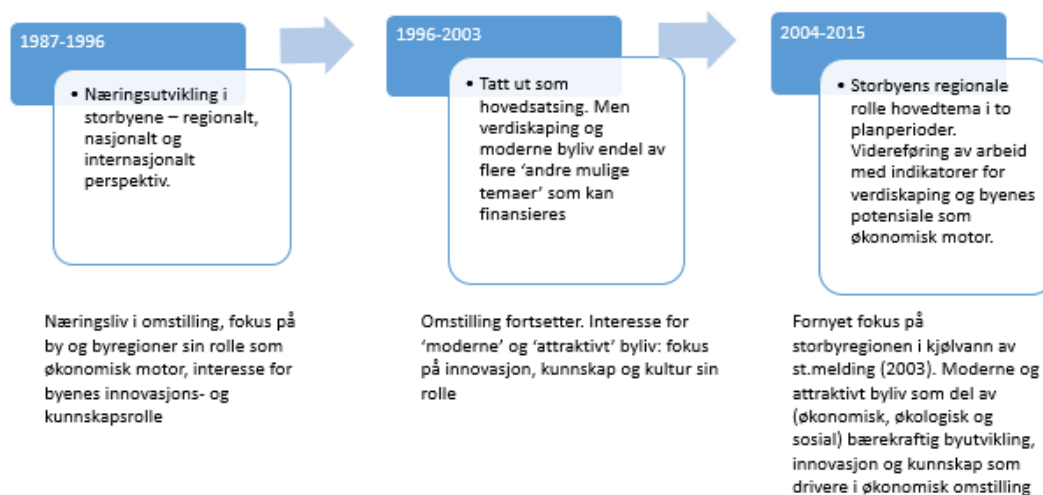 1987-1996
• Næringsutvikling i
storbyene – regionalt,
nasjonalt og
internasjonalt
perspektiv.
Næringsliv i omstilling, fokus på
by og byregioner sin rolle som
økonomisk motor, interesse for
byenes innovasjons- og
kunnskapsrolle
1996-2003
• Tatt ut som
hovedsatsing. Men
verdiskaping og
moderne byliv endel av
flere ‘andre mulige
temaer’ som kan
finansieres
Omstilling fortsetter. Interesse for
‘moderne’ og ‘attraktivt’ byliv: fokus
på innovasjon, kunnskap og kultur sin
rolle
2004-2015
• Storbyens regionale
rolle hovedtema i to
planperioder.
Videreføring av arbeid
med indikatorer for
verdiskaping og byenes
potensiale som
økonomisk motor.
Fornyet fokus på
storbyregionen i kjølvann av
st.melding (2003). Moderne og
attraktivt byliv som del av
(økonomisk, økologisk og
sosial) bærekraftig byutvikling,
innovasjon og kunnskap som
drivere i økonomisk omstilling